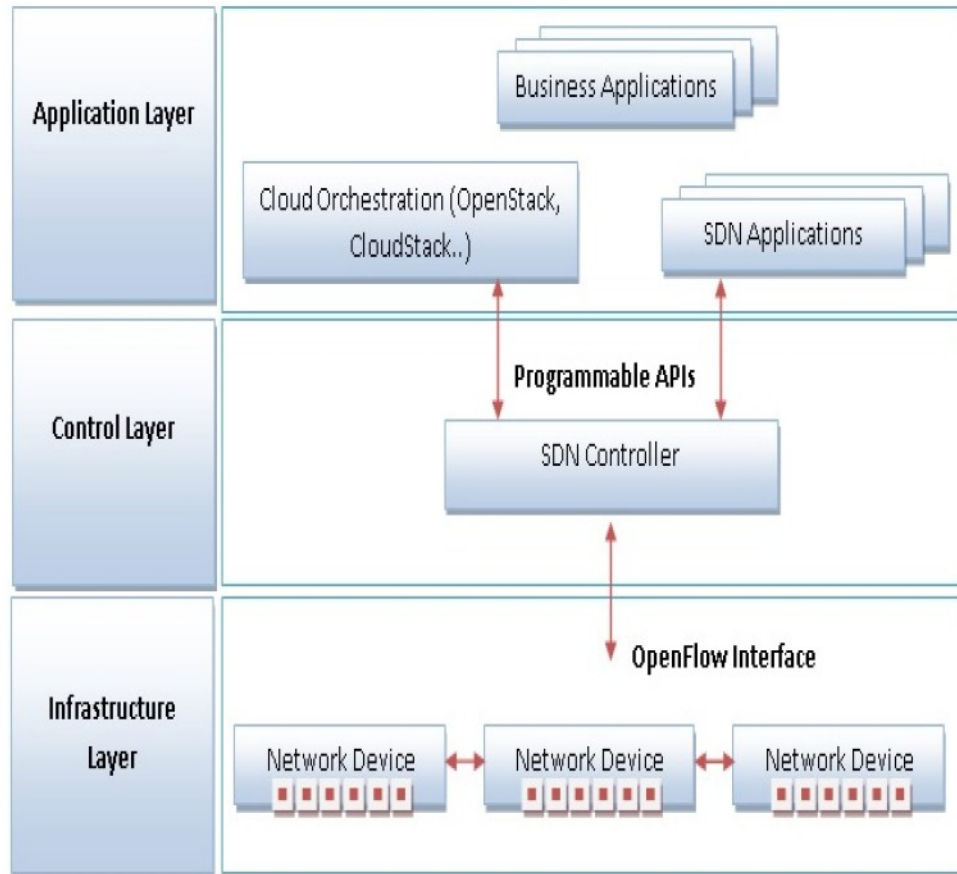 Application Layer
Business Applications
Cloud Orchestration (OpenStack,
CloudStack..)
SDN Applications
Control Layer
Programmable APIs
SDN Controller
Infrastructure
Layer
OpenFlow Interface
Network Device
Network Device
Network Device